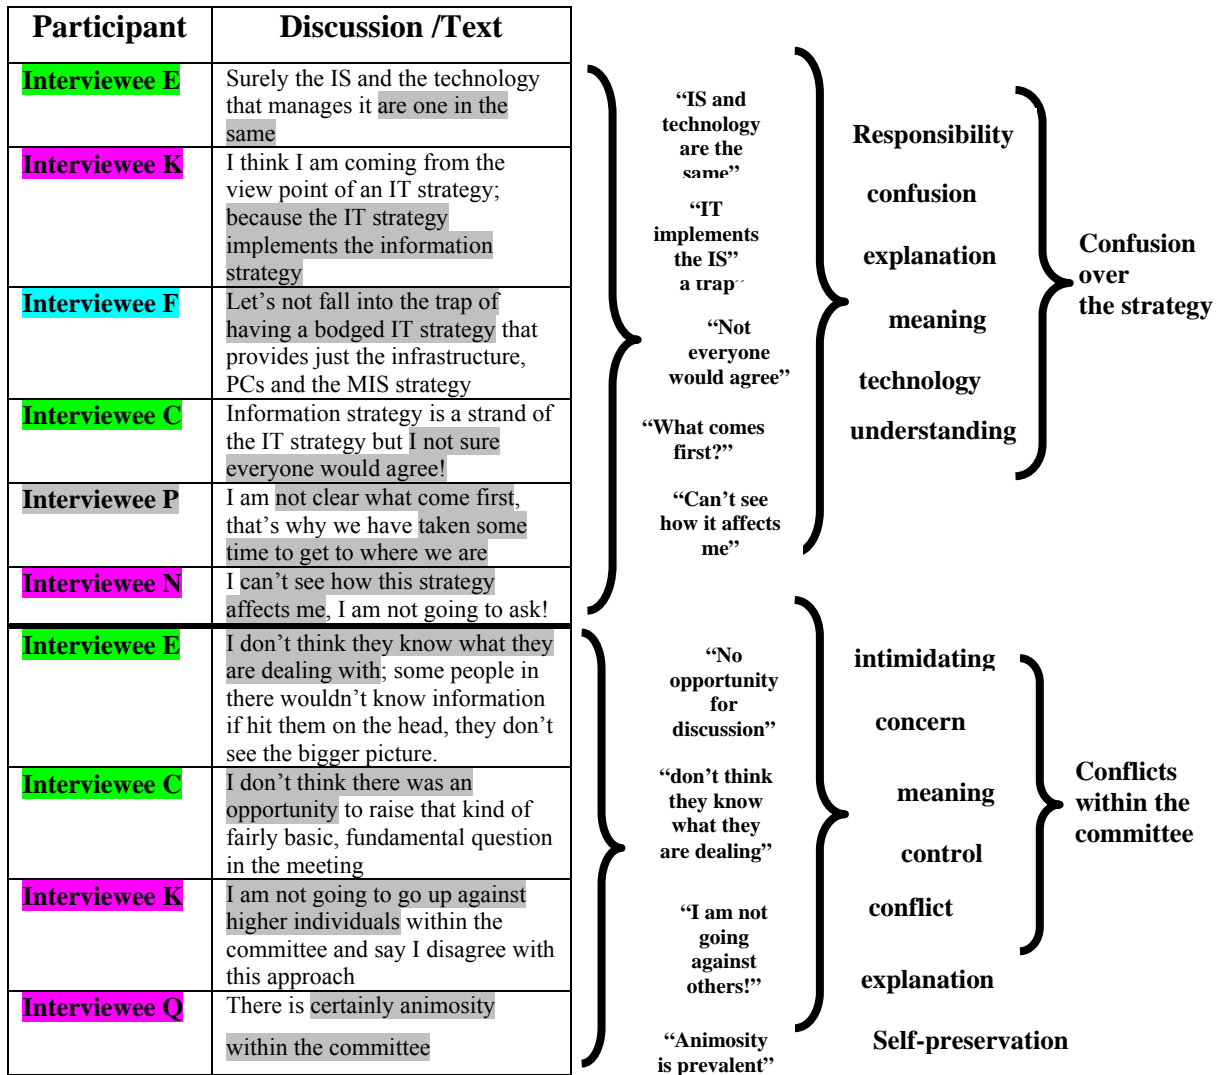 Participant
Discussion /Text
Interviewee E
Surely the IS and the technology
that manages it are one in the
same
Interviewee K
I think I am coming from the
view point of an IT strategy;
because the IT strategy
implements the information
strategy
Interviewee F
Let’s not fall into the trap of
having a bodged IT strategy that
provides just the infrastructure,
PCs and the MIS strategy
Interviewee C
Information strategy is a strand of
the IT strategy but I not sure
everyone would agree!
Interviewee P
I am not clear what come first,
that’s why we have taken some
time to get to where we are
Interviewee N
I can’t see how this strategy
affects me, I am not going to ask!
Interviewee E
I don’t think they know what they
are dealing with; some people in
there wouldn’t know information
if hit them on the head, they don’t
see the bigger picture.
Interviewee C
I don’t think there was an
opportunity to raise that kind of
fairly basic, fundamental question
in the meeting
Interviewee K
I am not going to go up against
higher individuals within the
committee and say I disagree with
this approach
Interviewee Q
There is certainly animosity
within the committee
“IS and
technology
are the
same”
“IT
implements
the IS”
a trap”
“Not
everyone
would agree”
“What comes
first?”
“Can’t see
how it affects
me”
“No
opportunity
for
discussion”
“don’t think
they know
what they
are dealing”
“I am not
going
against
others!”
“Animosity
is prevalent”
Responsibility
confusion
explanation
meaning
technology
understanding
intimidating
concern
meaning
control
conflict
explanation
Self-preservation
Confusion
over
the strategy
Conflicts
within the
committee